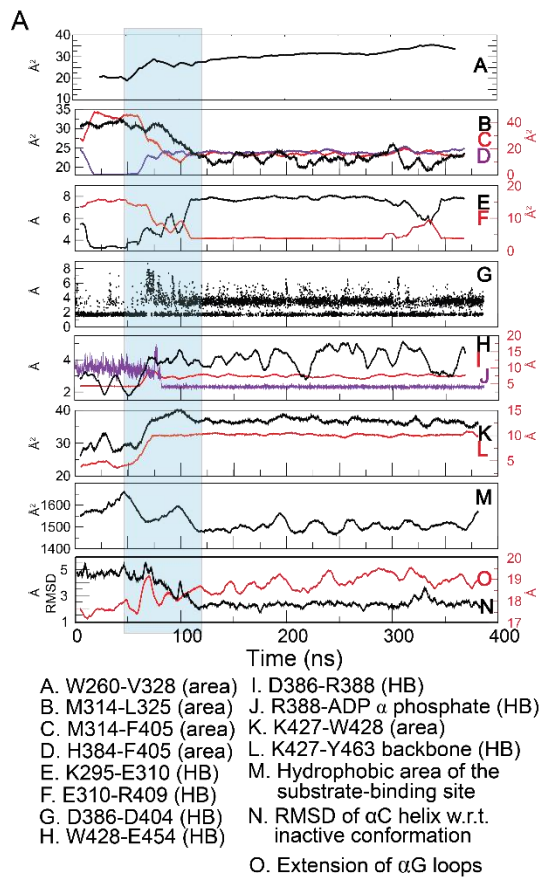 A
40
30
20
10
Å²
A
35
30
25
20
Å²
B
C
D
40
20
0
Å²
8
6
4
Å
E
F
20
10
0
Å²
8
6
4
2
0
Å
G
4
2
Å
H
I
J
20
15
10
5
Å
40
30
20
Å²
K
L
15
10
5
Å
1600
1500
1400
Å²
M
5
3
1
Å
RMSD
O
N
20
19
18
17
Å
0 100 200 300 400
Time (ns)
A. W260-V328 (area)
B. M314-L325 (area)
C. M314-F405 (area)
D. H384-F405 (area)
E. K295-E310 (HB)
F. E310-R409 (HB)
G. D386-D404 (HB)
H. W428-E454 (HB)
I. D386-R388 (HB)
J. R388-ADP α phosphate (HB)
K. K427-W428 (area)
L. K427-Y463 backbone (HB)
M. Hydrophobic area of the
substrate-binding site
N. RMSD of αC helix w.r.t.
inactive conformation
O. Extension of αG loops